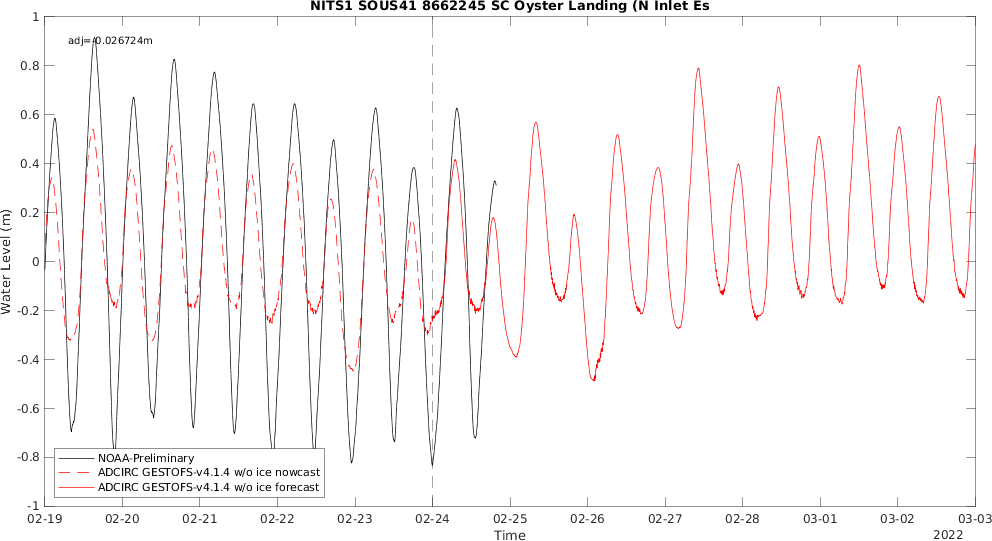 NITS1 SOUS41 8662245 SC Oyster Landing (N Inlet Es
adj=-0.026724m
Water Level (m)
1
0.8
0.6
0.4
0.2
0
-0.2
-0.4
-0.6
-0.8
-1
NOAA-Preliminary
ADCIRC GESTOFS-v4.1.4 w/o ice nowcast
ADCIRC GESTOFS-v4.1.4 w/o ice forecast
02-19 02-20 02-21 02-22 02-23 02-24 02-25 02-26 02-27 02-28 03-01 03-02 03-03
Time
2022